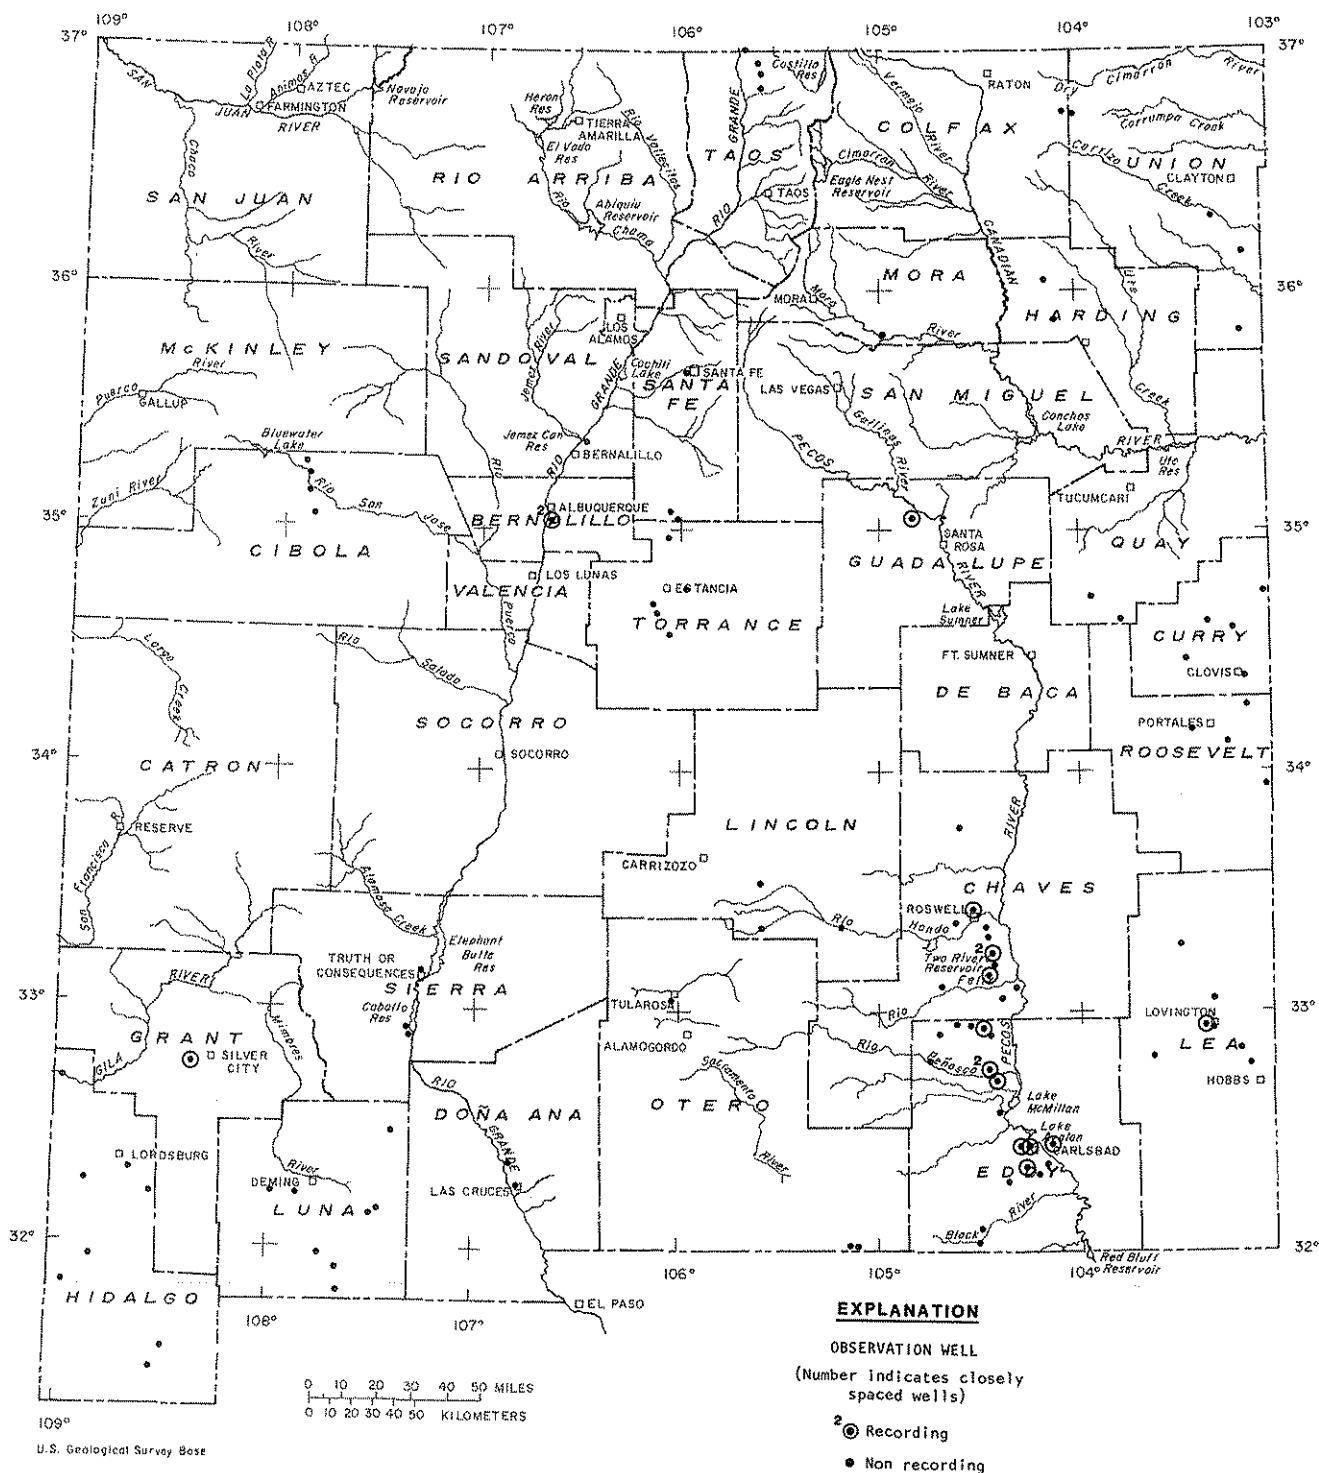 109°
108°
107°
106°
105°
104°
103°
37°
37°
SAN
JUAN
RIVER
La Plata R
Animas R
AZTEC
FARMINGTON
Navajo
Reservoir
Heron
Res
TIERRA
AMARILLA
El Vado
Res
Rio
Vallecitos
RIO ARRIBA
Abiquiu
Reservoir
Rio
Chama
GRANDE
TAOS
RIO
TAOS
Costilla
Res
Vermejo
River
RATON
COLFAX
Cimarron
River
Eagle Nest
Reservoir
Dry
Cimarron
River
Corrumpa Creek
Carrizo
Creek
UNION
CLAYTON
SAN JUAN
Chaco
River
36°
36°
CANADIAN
MORA
MORA
Mora
River
Ute
Creek
HARDING
McKINLEY
River
Puerco
GALLUP
SANDOVAL
Jemez
River
LOS
ALAMOS
Cochiti
Lake
GRANDE
SANTA FE
SANTA
FE
LAS VEGAS
SAN MIGUEL
Gallinas
River
Conchas
Lake
PECOS
RIVER
Ute
Res
TUCUMCARI
Bluewater
Lake
Jemez Can
Res
BERNALILLO
RIO
Rio
Zuni River
Rio
San
Jose
ALBUQUERQUE
2
BERNALILLO
35°
35°
CIBOLA
SANTA
ROSA
QUAY
GUADALUPE
RIVER
LOS LUNAS
VALENCIA
ESTANCIA
TORRANCE
Puerco
Lake
Sumner
CURRY
FT. SUMNER
CLOVIS
Largo
Creek
Rio
Salado
DE BACA
SOCORRO
PORTALES
ROOSEVELT
34°
34°
CATRON
SOCORRO
RESERVE
San
Francisco
R
LINCOLN
RIVER
CARRIZOZO
Alamosa Creek
CHAVES
ROSWELL
Rio
Hondo
2
Two River
Reservoir
Elephant
Butte
Res
TRUTH OR
CONSEQUENCES
SIERRA
Caballo
Res
RIVER
33°
33°
TULAROSA
Rio
Felix
LOVINGTON
LEA
GRANT
SILVER
CITY
GILA
Mimbres
ALAMOGORDO
Rio
Peñasco
PECOS
2
HOBBS
RIO
Sacramento
River
OTERO
DOÑA ANA
GRANDE
Lake
McMillan
Lake
Avalon
CARLSBAD
EDDY
LORDSBURG
River
DEMING
LUNA
LAS CRUCES
Black
River
32°
32°
Red Bluff
Reservoir
HIDALGO
EL PASO
109°
108°
107°
106°
105°
104°
0 10 20 30 40 50 MILES
0 10 20 30 40 50 KILOMETERS
U.S. Geological Survey Base
EXPLANATION
OBSERVATION WELL
(Number indicates closely
spaced wells)
2 Recording
Non recording